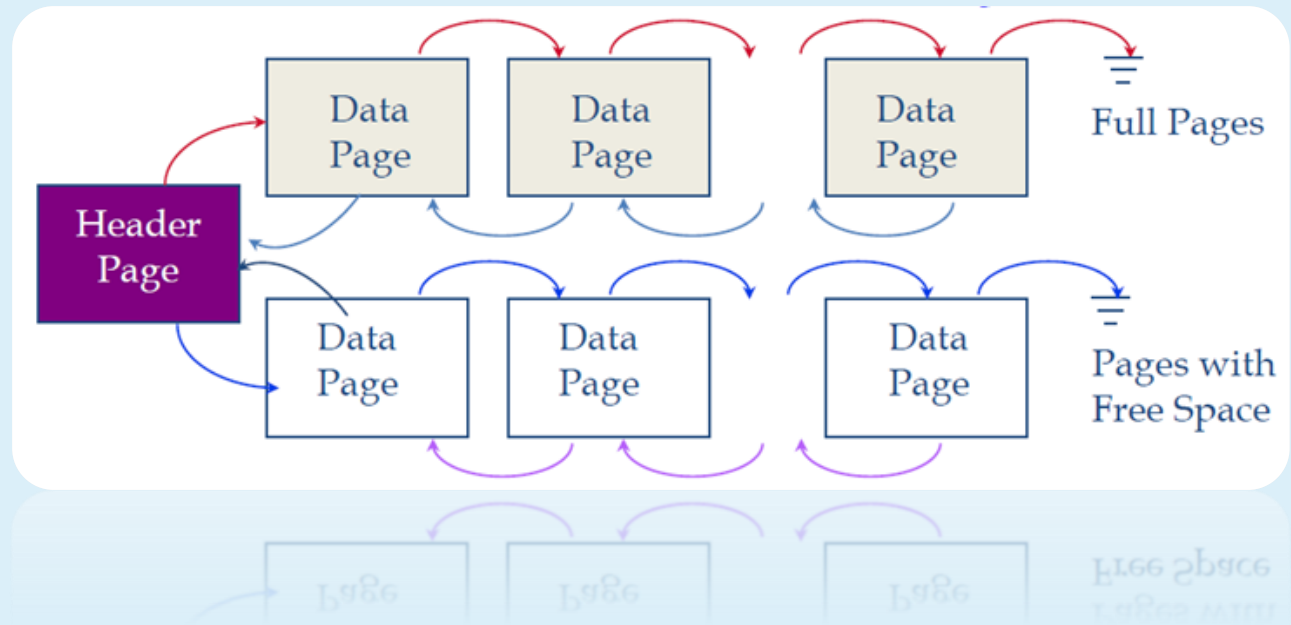 Data
Page
Data
Page
Data
Page
Full Pages
Header
Page
Data
Page
Data
Page
Data
Page
Pages with
Free Space